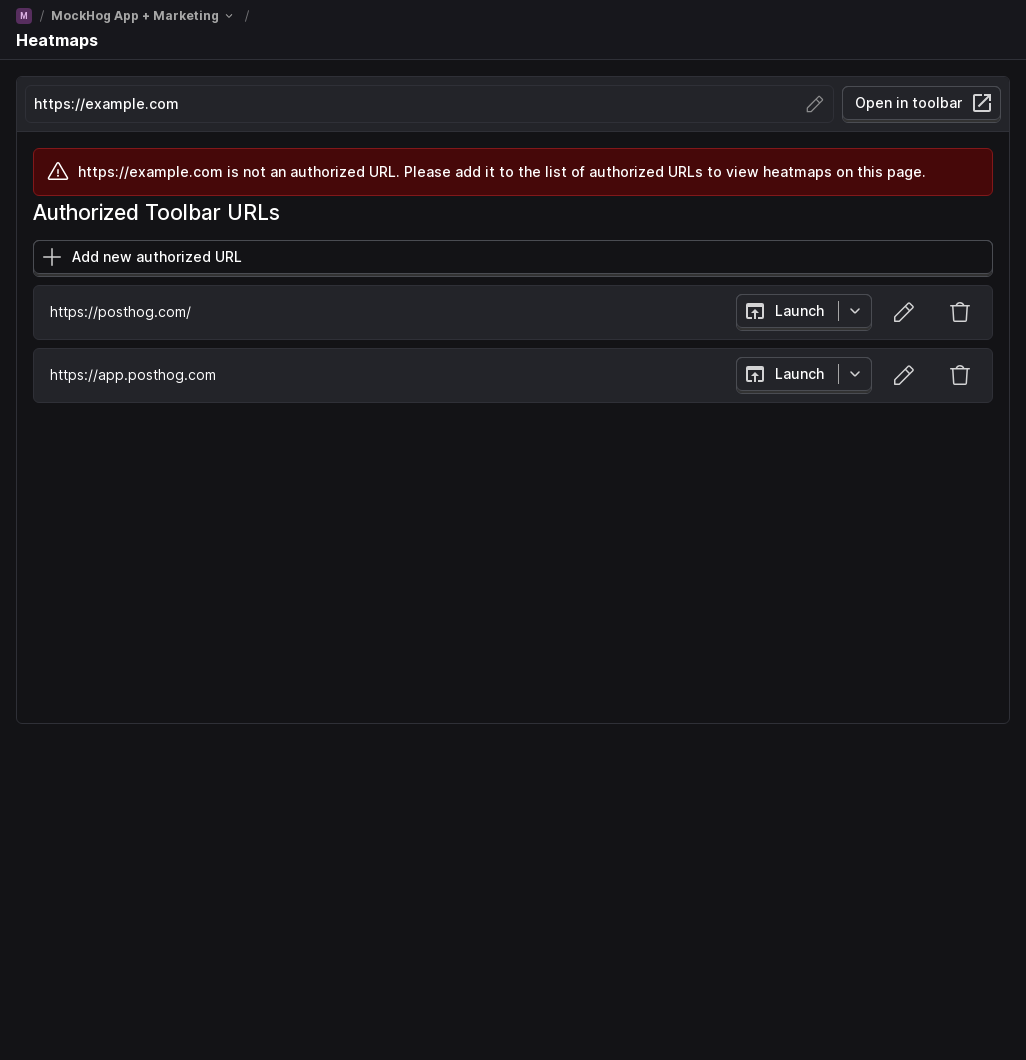 M / MockHog App + Marketing /
Heatmaps
https://example.com
Open in toolbar
https://example.com is not an authorized URL. Please add it to the list of authorized URLs to view heatmaps on this page.
Authorized Toolbar URLs
Add new authorized URL
https://posthog.com/
Launch
https://app.posthog.com
Launch